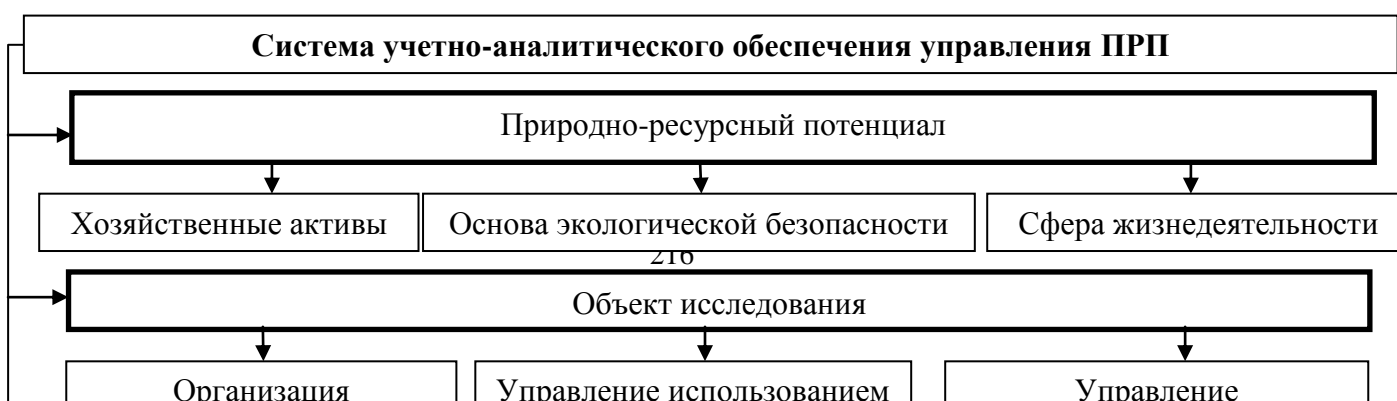 Система учетно-аналитического обеспечения управления ПРП
Природно-ресурсный потенциал
Хозяйственные активы
Основа экологической безопасности
Сфера жизнедеятельности
216
Объект исследования
Организация
Управление использованием
Управление